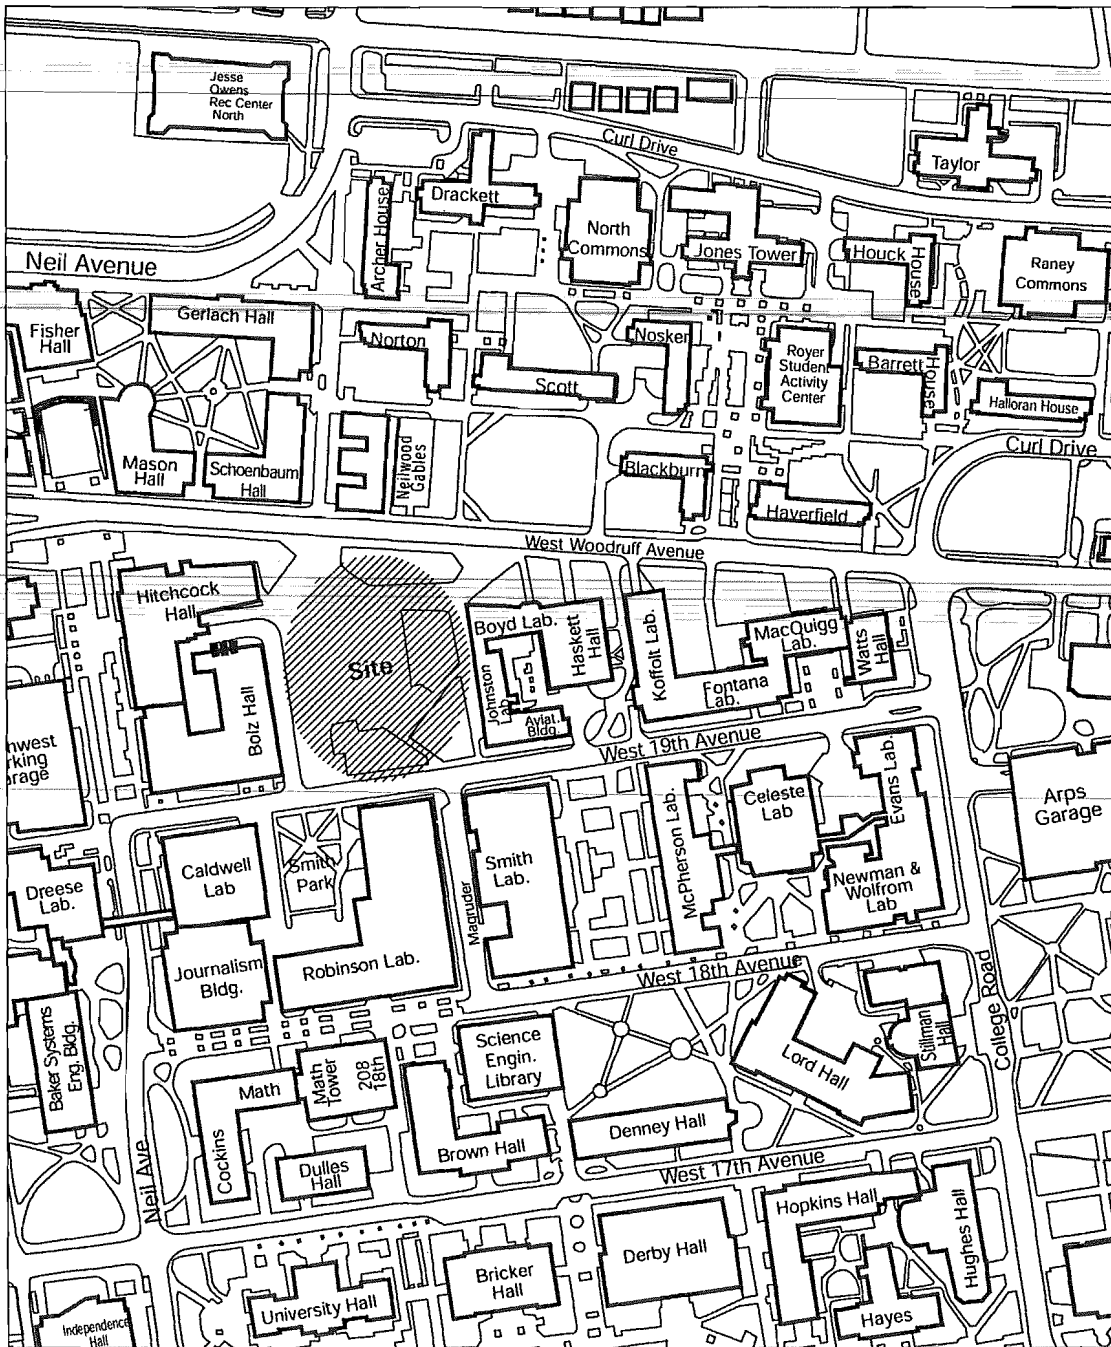 Jesse
Owens
Rec Center
North
Curl Drive
Taylor
Drackett
Archer House
North
Commons
Jones Tower
Houck
House
Raney
Commons
Neil Avenue
Fisher
Hall
Gerlach Hall
Norton
Scott
Nosker
Royer
Student
Activity
Center
Barrett
House
Halloran House
Curl Drive
Mason
Hall
Schoenbaum
Hall
Neilwood
Gables
Blackburn
Haverfield
West Woodruff Avenue
Hitchcock
Hall
Site
Boyd Lab.
Haskett
Hall
Johnston
Lab
Aviat.
Bldg.
Koffolt Lab.
MacQuigg
Lab.
Watts
Hall
Fontana
Lab.
Bolz Hall
West 19th Avenue
hwest
rking
arage
McPherson Lab.
Celeste
Lab
Evans Lab.
Arps
Garage
Caldwell
Lab
Smith
Park
Smith
Lab.
Magruder
Newman &
Wolfrom
Lab
Dreese
Lab.
Journalism
Bldg.
Robinson Lab.
West 18th Avenue
College Road
Stillman
Hall
Baker Systems
Eng. Bldg.
Math
Math
Tower
208
18th
Science
Engin.
Library
Lord Hall
Cockins
Dulles
Hall
Brown Hall
Denney Hall
West 17th Avenue
Neil Ave
Hopkins Hall
Hughes Hall
Derby Hall
Bricker
Hall
University Hall
Independence
Hall
Hayes